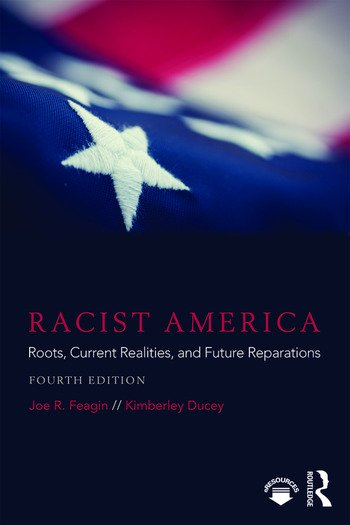 RACIST AMERICA
Roots, Current Realities, and Future Reparations
FOURTH EDITION
Joe R. Feagin // Kimberley Ducey
eRESOURCES
ROUTLEDGE